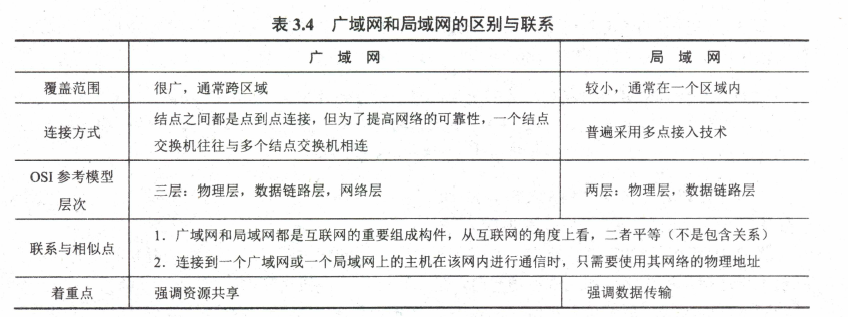 表 3.4 广域网和局域网的区别与联系
广 域 网 局 域 网
覆盖范围 很广，通常跨区域 较小，通常在一个区域内
连接方式 结点之间都是点到点连接，但为了提高网络的可靠性，一个结点
交换机往往与多个结点交换机相连 普遍采用多点接入技术
OSI 参考模型
层次 三层：物理层，数据链路层，网络层 两层：物理层，数据链路层
联系与相似点 1．广域网和局域网都是互联网的重要组成构件，从互联网的角度上看，二者平等（不是包含关系）
2．连接到一个广域网或一个局域网上的主机在该网内进行通信时，只需要使用其网络的物理地址
着重点 强调资源共享 强调数据传输